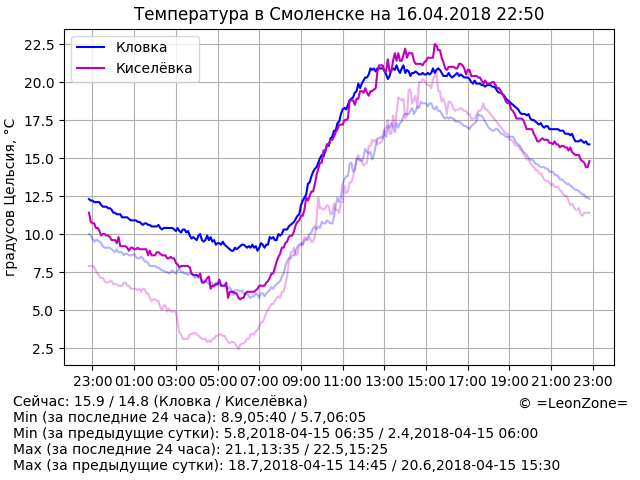 Температура в Смоленске на 16.04.2018 22:50
градусов Цельсия, °C
22.5
20.0
17.5
15.0
12.5
10.0
7.5
5.0
2.5
Кловка
Киселёвка
23:00 01:00 03:00 05:00 07:00 09:00 11:00 13:00 15:00 17:00 19:00 21:00 23:00
Сейчас: 15.9 / 14.8 (Кловка / Киселёвка)
© =LeonZone=
Min (за последние 24 часа): 8.9,05:40 / 5.7,06:05
Min (за предыдущие сутки): 5.8,2018-04-15 06:35 / 2.4,2018-04-15 06:00
Max (за последние 24 часа): 21.1,13:35 / 22.5,15:25
Max (за предыдущие сутки): 18.7,2018-04-15 14:45 / 20.6,2018-04-15 15:30